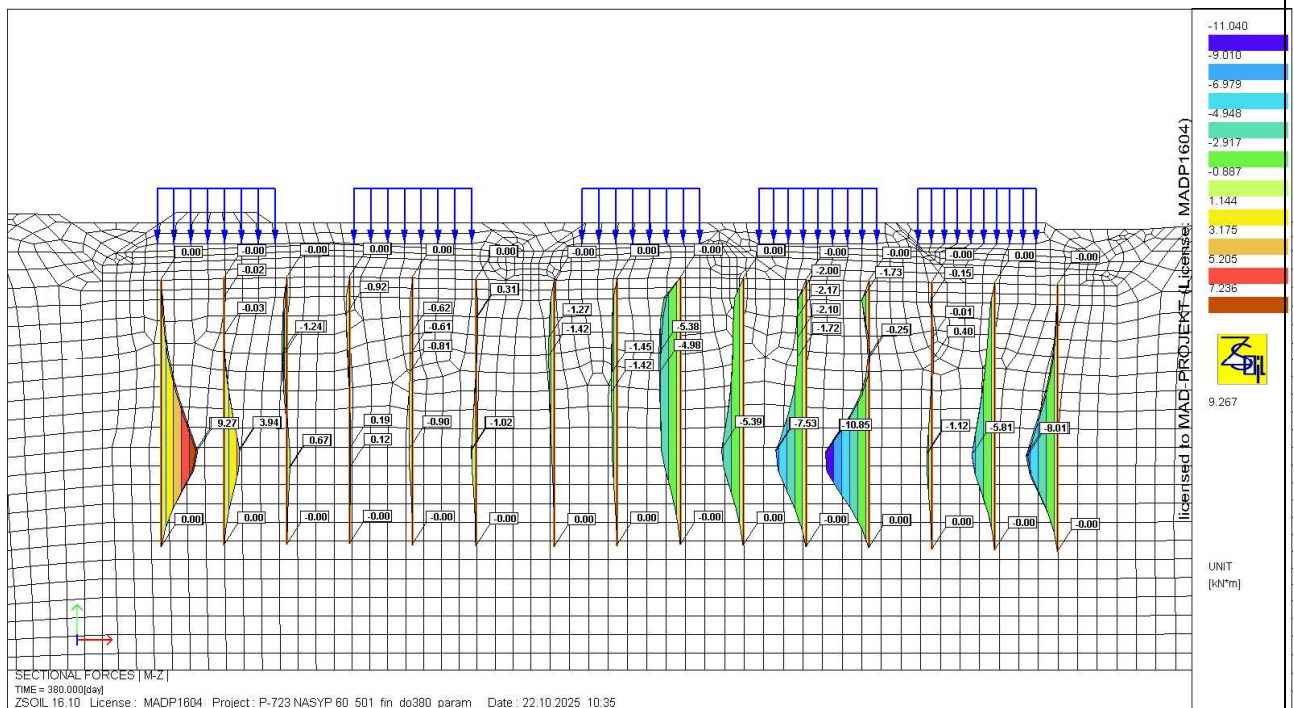 -11.040
-9.010
-6.979
-4.948
-2.917
-0.887
1.144
3.175
5.205
7.236
9.267
UNIT
[kN*m]
licensed to MAD-PROJEKT (License: MADP1604)
0.00 -0.00 -0.00 0.00 -0.00 0.00 -0.00 0.00 -0.00 0.00 -0.00 -0.00 -0.00 0.00 -0.00
-0.02 -2.00 -1.73 -0.15
-0.92 0.31 -2.17
-0.03 -0.62 -1.27 -2.10 -0.01
-1.24 -0.61 -1.42 -5.38 -1.72 -0.25 0.40
-0.81 -1.45 -4.98
-1.42
9.27 3.94 0.19 -0.90 -1.02 -5.39 -7.53 -10.85 -1.12 -5.81 -8.01
0.67 0.12
0.00 0.00 -0.00 -0.00 -0.00 -0.00 0.00 -0.00 -0.00 0.00 -0.00 0.00 0.00 -0.00 -0.00
SECTIONAL FORCES | M-Z |
TIME = 380.000[day]
ZSOIL 16.10 License : MADP1604 Project : P-723 NASYP 60_501_fin_do380_param Date : 22.10.2025 10:35